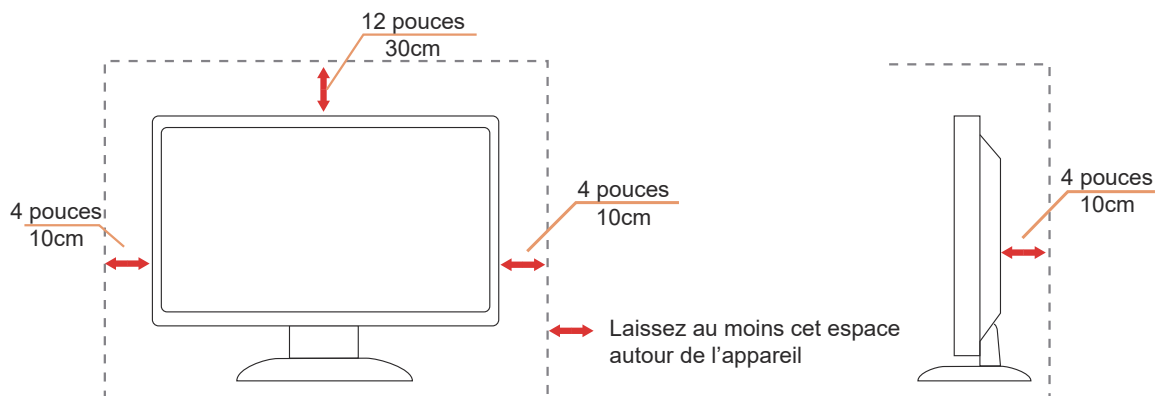 12 pouces
30cm
4 pouces
10cm
4 pouces
10cm
4 pouces
10cm
Laissez au moins cet espace
autour de l’appareil